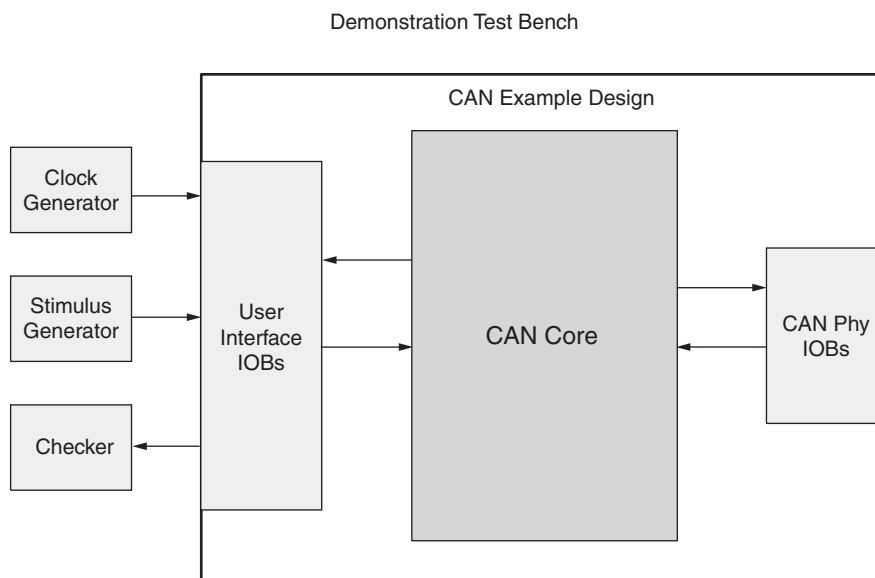 Demonstration Test Bench
CAN Example Design
Clock
Generator
Stimulus
Generator
Checker
User
Interface
IOBs
CAN Core
CAN Phy
IOBs